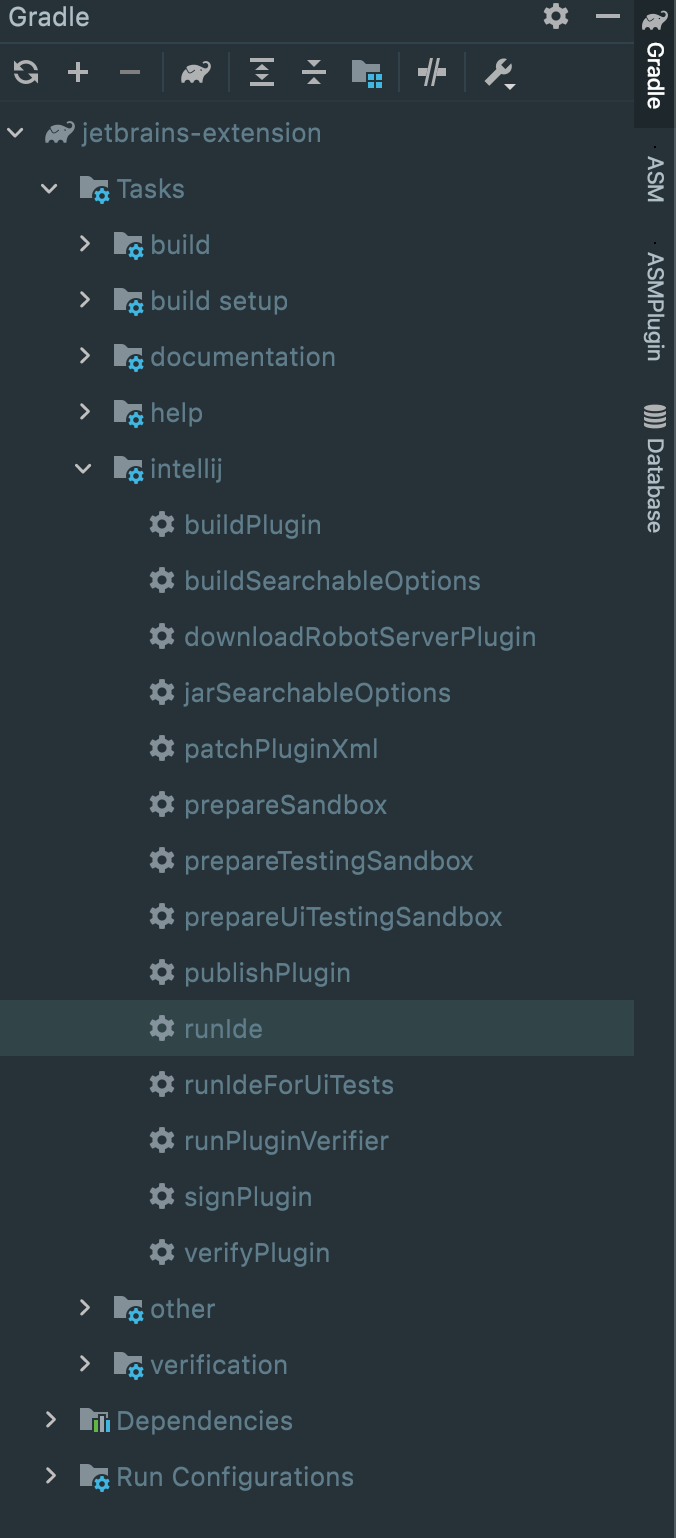 Gradle
jetbrains-extension
Tasks
build
build setup
documentation
help
intellij
buildPlugin
buildSearchableOptions
downloadRobotServerPlugin
jarSearchableOptions
patchPluginXml
prepareSandbox
prepareTestingSandbox
prepareUiTestingSandbox
publishPlugin
runIde
runIdeForUiTests
runPluginVerifier
signPlugin
verifyPlugin
other
verification
Dependencies
Run Configurations
Gradle
ASM
ASMPlugin
Database